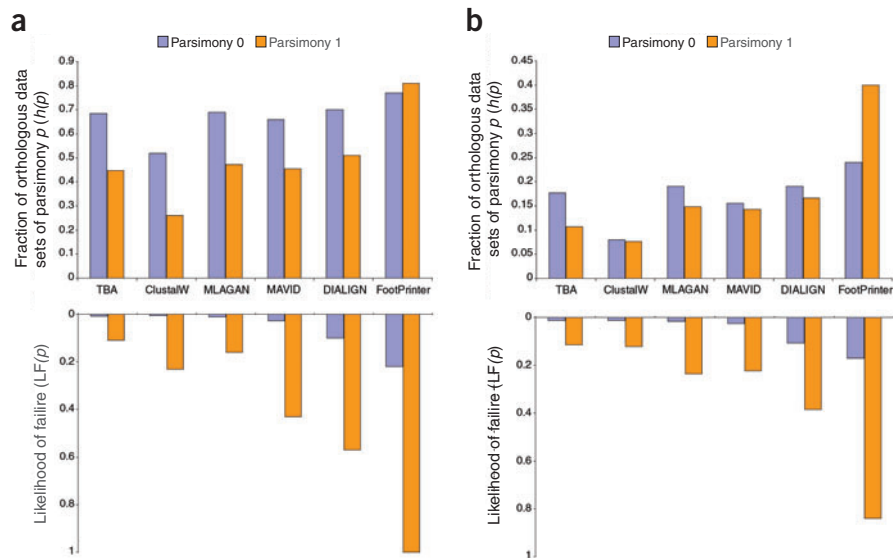 a
Parsimony 0 Parsimony 1
Fraction of orthologous data
sets of parsimony p (h(p)
0.9
0.8
0.7
0.6
0.5
0.4
0.3
0.2
0.1
0
TBA ClustalW MLAGAN MAVID DIALIGN FootPrinter
Likelihood of failire (LF(p)
0
0.2
0.4
0.6
0.8
1
b
Parsimony 0 Parsimony 1
Fraction of orthologous data
sets of parsimony p (h(p)
0.45
0.4
0.35
0.3
0.25
0.2
0.15
0.1
0.05
0
TBA ClustalW MLAGAN MAVID DIALIGN FootPrinter
Likelihood of failire (LF(p)
0
0.2
0.4
0.6
0.8
1